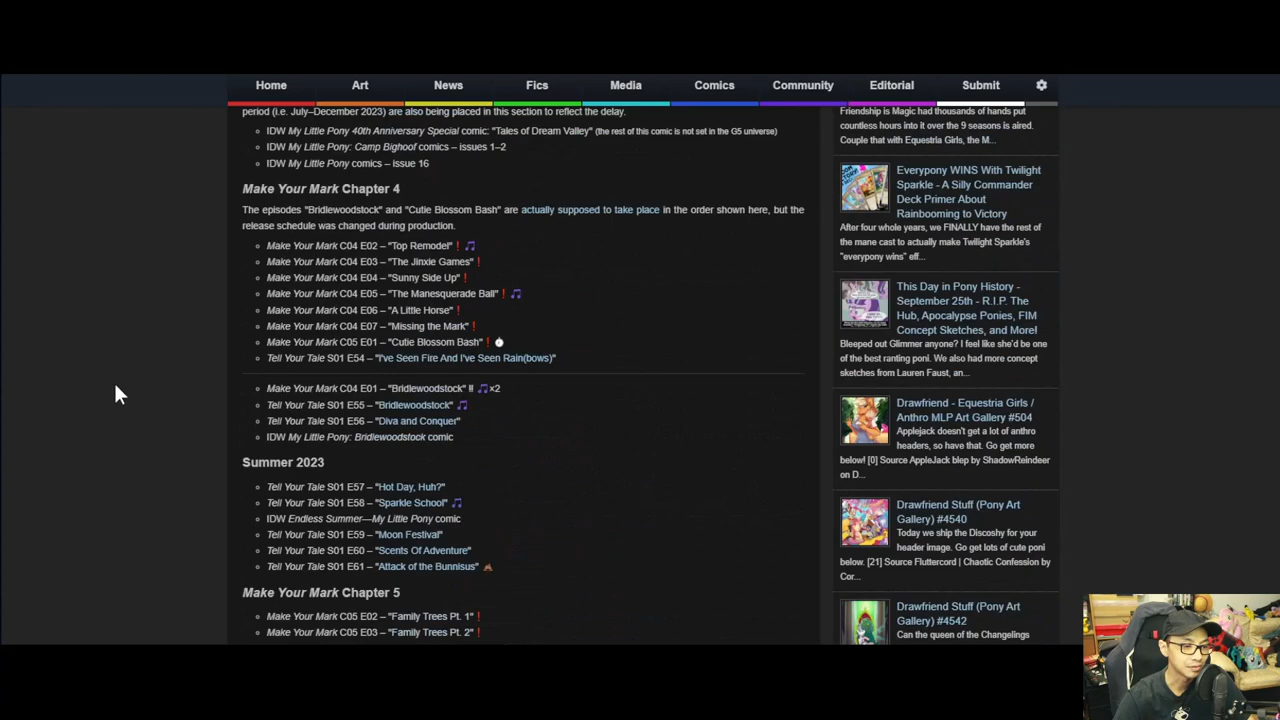 Home Art News Fics Media Comics Community Editorial Submit
period (i.e. July–December 2023) are also being placed in this section to reflect the delay.
IDW My Little Pony 40th Anniversary Special comic: "Tales of Dream Valley" (the rest of this comic is not set in the G5 universe)
IDW My Little Pony: Camp Bighoof comics – issues 1–2
IDW My Little Pony comics – issue 16
Make Your Mark Chapter 4
The episodes "Bridlewoodstock" and "Cutie Blossom Bash" are actually supposed to take place in the order shown here, but the
release schedule was changed during production.
Make Your Mark C04 E02 – "Top Remodel"❗🎵
Make Your Mark C04 E03 – "The Jinxie Games"❗
Make Your Mark C04 E04 – "Sunny Side Up"❗
Make Your Mark C04 E05 – "The Manesquerade Ball"❗🎵
Make Your Mark C04 E06 – "A Little Horse"❗
Make Your Mark C04 E07 – "Missing the Mark"❗
Make Your Mark C05 E01 – "Cutie Blossom Bash"❗
Tell Your Tale S01 E54 – "I've Seen Fire And I've Seen Rain(bows)"
Make Your Mark C04 E01 – "Bridlewoodstock" ‼ 🎵×2
Tell Your Tale S01 E55 – "Bridlewoodstock" 🎵
Tell Your Tale S01 E56 – "Diva and Conquer"
IDW My Little Pony: Bridlewoodstock comic
Summer 2023
Tell Your Tale S01 E57 – "Hot Day, Huh?"
Tell Your Tale S01 E58 – "Sparkle School" 🎵
IDW Endless Summer—My Little Pony comic
Tell Your Tale S01 E59 – "Moon Festival"
Tell Your Tale S01 E60 – "Scents Of Adventure"
Tell Your Tale S01 E61 – "Attack of the Bunnisus"
Make Your Mark Chapter 5
Make Your Mark C05 E02 – "Family Trees Pt. 1"❗
Make Your Mark C05 E03 – "Family Trees Pt. 2"❗
Friendship is Magic had thousands of hands put
countless hours into it over the 9 seasons is aired.
Couple that with Equestria Girls, the M...
Everypony WINS With Twilight
Sparkle - A Silly Commander
Deck Primer About
Rainbooming to Victory
After four whole years, we FINALLY have the rest of
the mane cast to actually make Twilight Sparkle's
"everypony wins" eff...
This Day in Pony History -
September 25th - R.I.P. The
Hub, Apocalypse Ponies, FIM
Concept Sketches, and More!
Bleeped out Glimmer anyone? I feel like she'd be one
of the best ranting poni. We also had more concept
sketches from Lauren Faust, an...
Drawfriend - Equestria Girls /
Anthro MLP Art Gallery #504
Applejack doesn't get a lot of anthro
headers, so have that. Go get more
below! [0] Source AppleJack blep by ShadowReindeer
on D...
Drawfriend Stuff (Pony Art
Gallery) #4540
Today we ship the Discoshy for your
header image. Go get lots of cute poni
below. [21] Source Fluttercord | Chaotic Confession by
Cor...
Drawfriend Stuff (Pony Art
Gallery) #4542
Can the queen of the Changelings